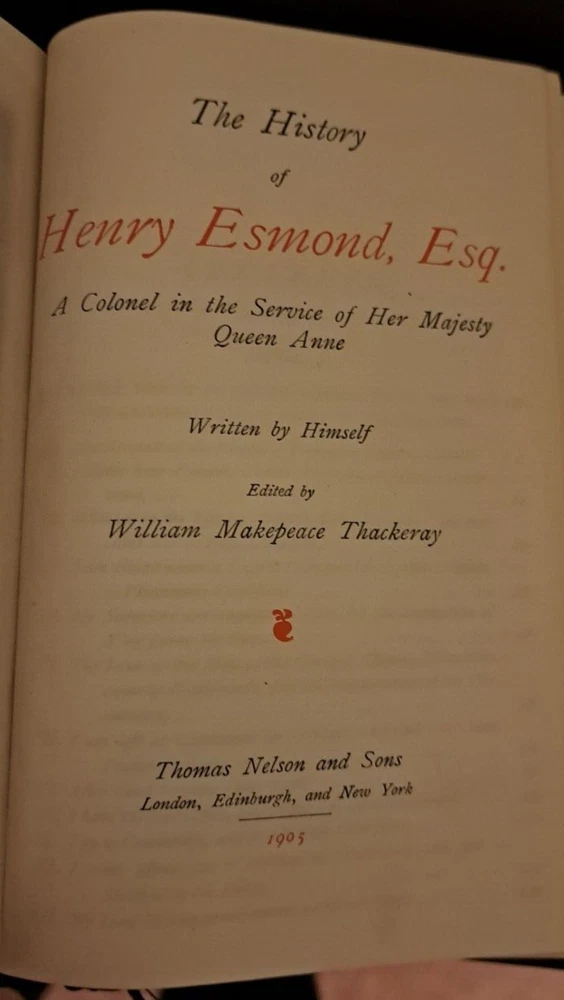 The History
of
Henry Esmond, Esq.
A Colonel in the Service of Her Majesty
Queen Anne
Written by Himself
Edited by
William Makepeace Thackeray
Thomas Nelson and Sons
London, Edinburgh, and New York
1905